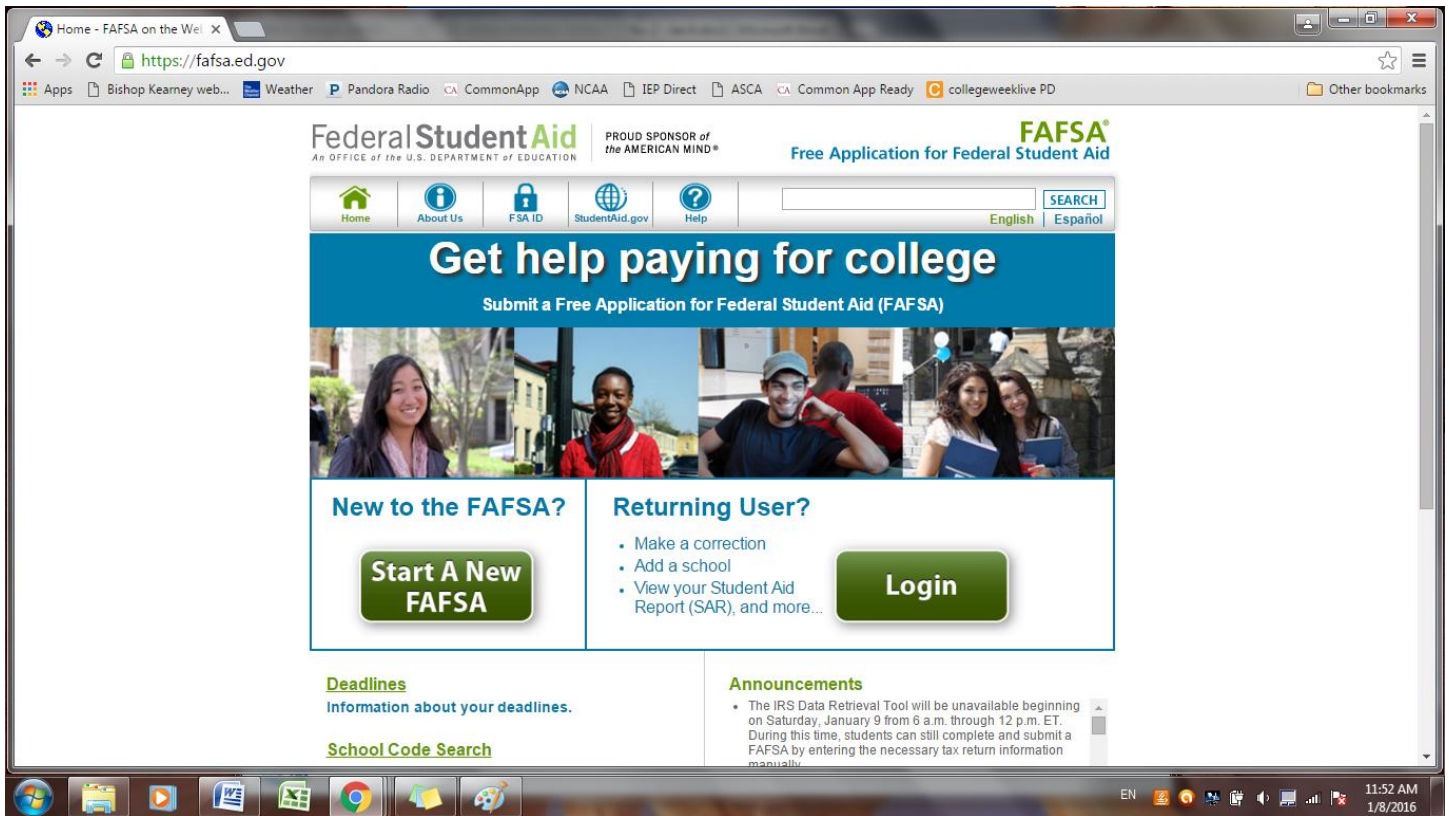 Home - FAFSA on the Wel
https://fafsa.ed.gov
Apps Bishop Kearney web... Weather Pandora Radio CommonApp NCAA IEP Direct ASCA Common App Ready collegeweeklive PD Other bookmarks
Federal Student Aid
An OFFICE of the U.S. DEPARTMENT of EDUCATION
PROUD SPONSOR of
the AMERICAN MIND®
FAFSA®
Free Application for Federal Student Aid
Home About Us FSA ID StudentAid.gov Help
SEARCH
English | Español
Get help paying for college
Submit a Free Application for Federal Student Aid (FAFSA)
New to the FAFSA?
Start A New
FAFSA
Returning User?
• Make a correction
• Add a school
• View your Student Aid
Report (SAR), and more...
Login
Deadlines
Information about your deadlines.
School Code Search
Announcements
• The IRS Data Retrieval Tool will be unavailable beginning
on Saturday, January 9 from 6 a.m. through 12 p.m. ET.
During this time, students can still complete and submit a
FAFSA by entering the necessary tax return information
manually
EN
11:52 AM
1/8/2016